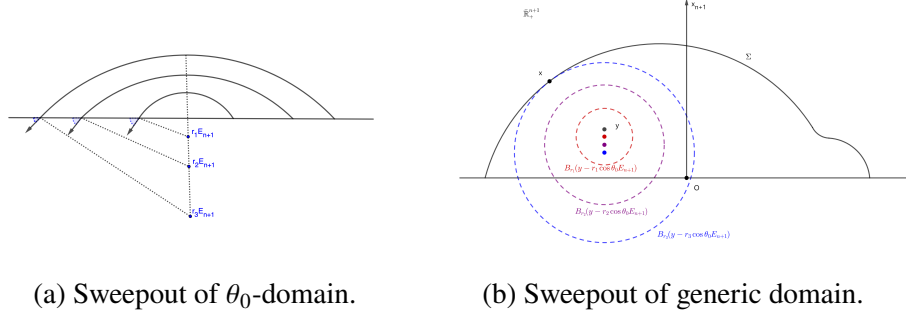 r₁E_{n+1}
r₂E_{n+1}
r₃E_{n+1}
(a) Sweepout of θ₀-domain.
ℝ̄₊ⁿ⁺¹
x_{n+1}
x
Σ
y
B_{r₁}(y − r₁ cos θ₀E_{n+1})
B_{r₂}(y − r₂ cos θ₀E_{n+1})
B_{r₃}(y − r₃ cos θ₀E_{n+1})
O
(b) Sweepout of generic domain.